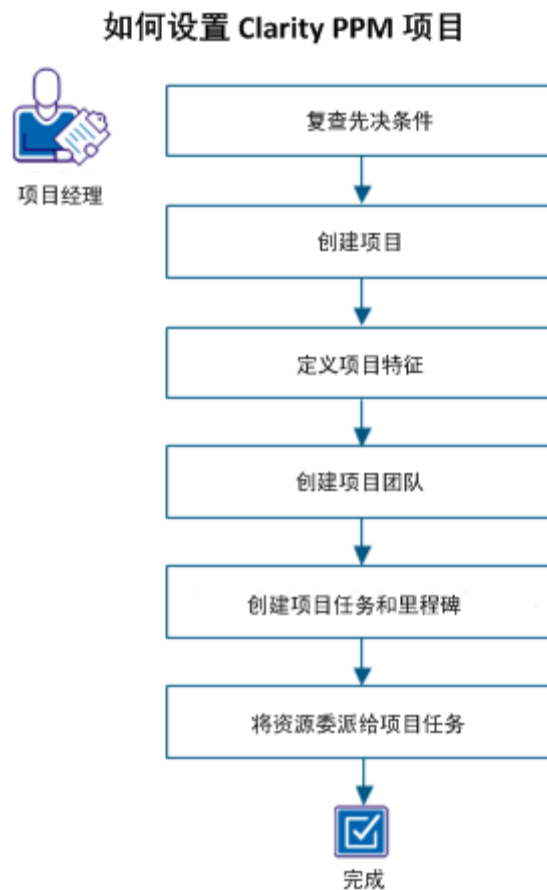 如何设置 Clarity PPM 项目
项目经理
复查先决条件
创建项目
定义项目特征
创建项目团队
创建项目任务和里程碑
将资源委派给项目任务
完成